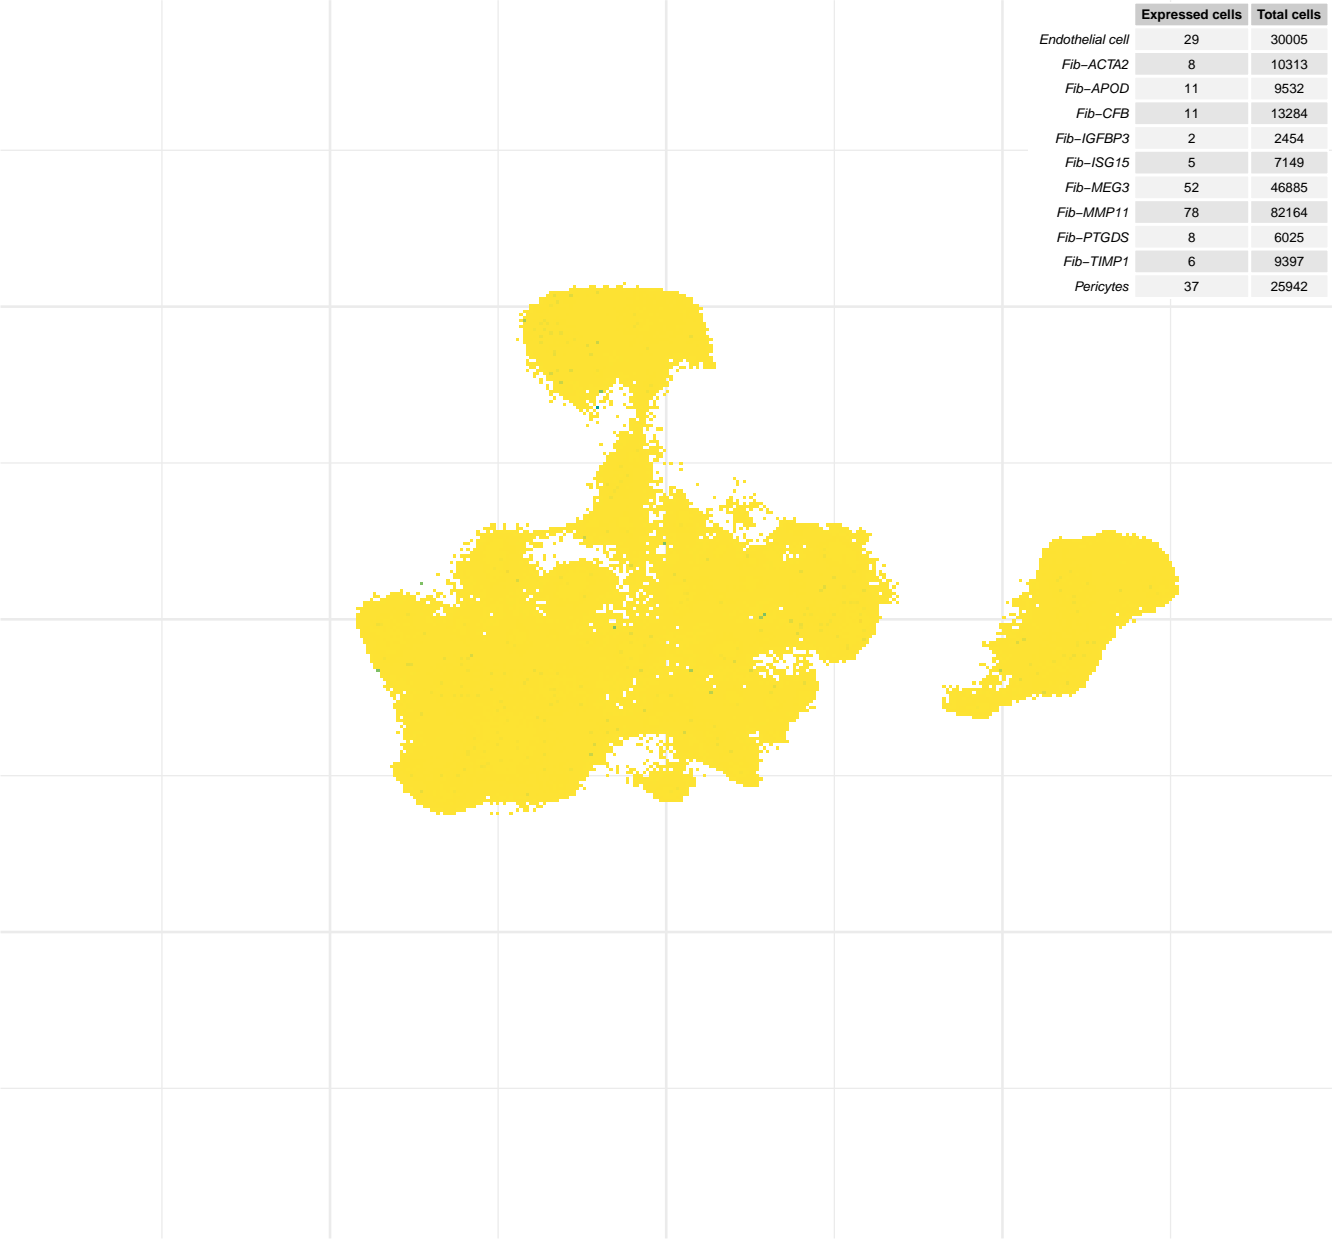 Expressed cells Total cells
Endothelial cell 29 30005
Fib−ACTA2 8 10313
Fib−APOD 11 9532
Fib−CFB 11 13284
Fib−IGFBP3 2 2454
Fib−ISG15 5 7149
Fib−MEG3 52 46885
Fib−MMP11 78 82164
Fib−PTGDS 8 6025
Fib−TIMP1 6 9397
Pericytes 37 25942